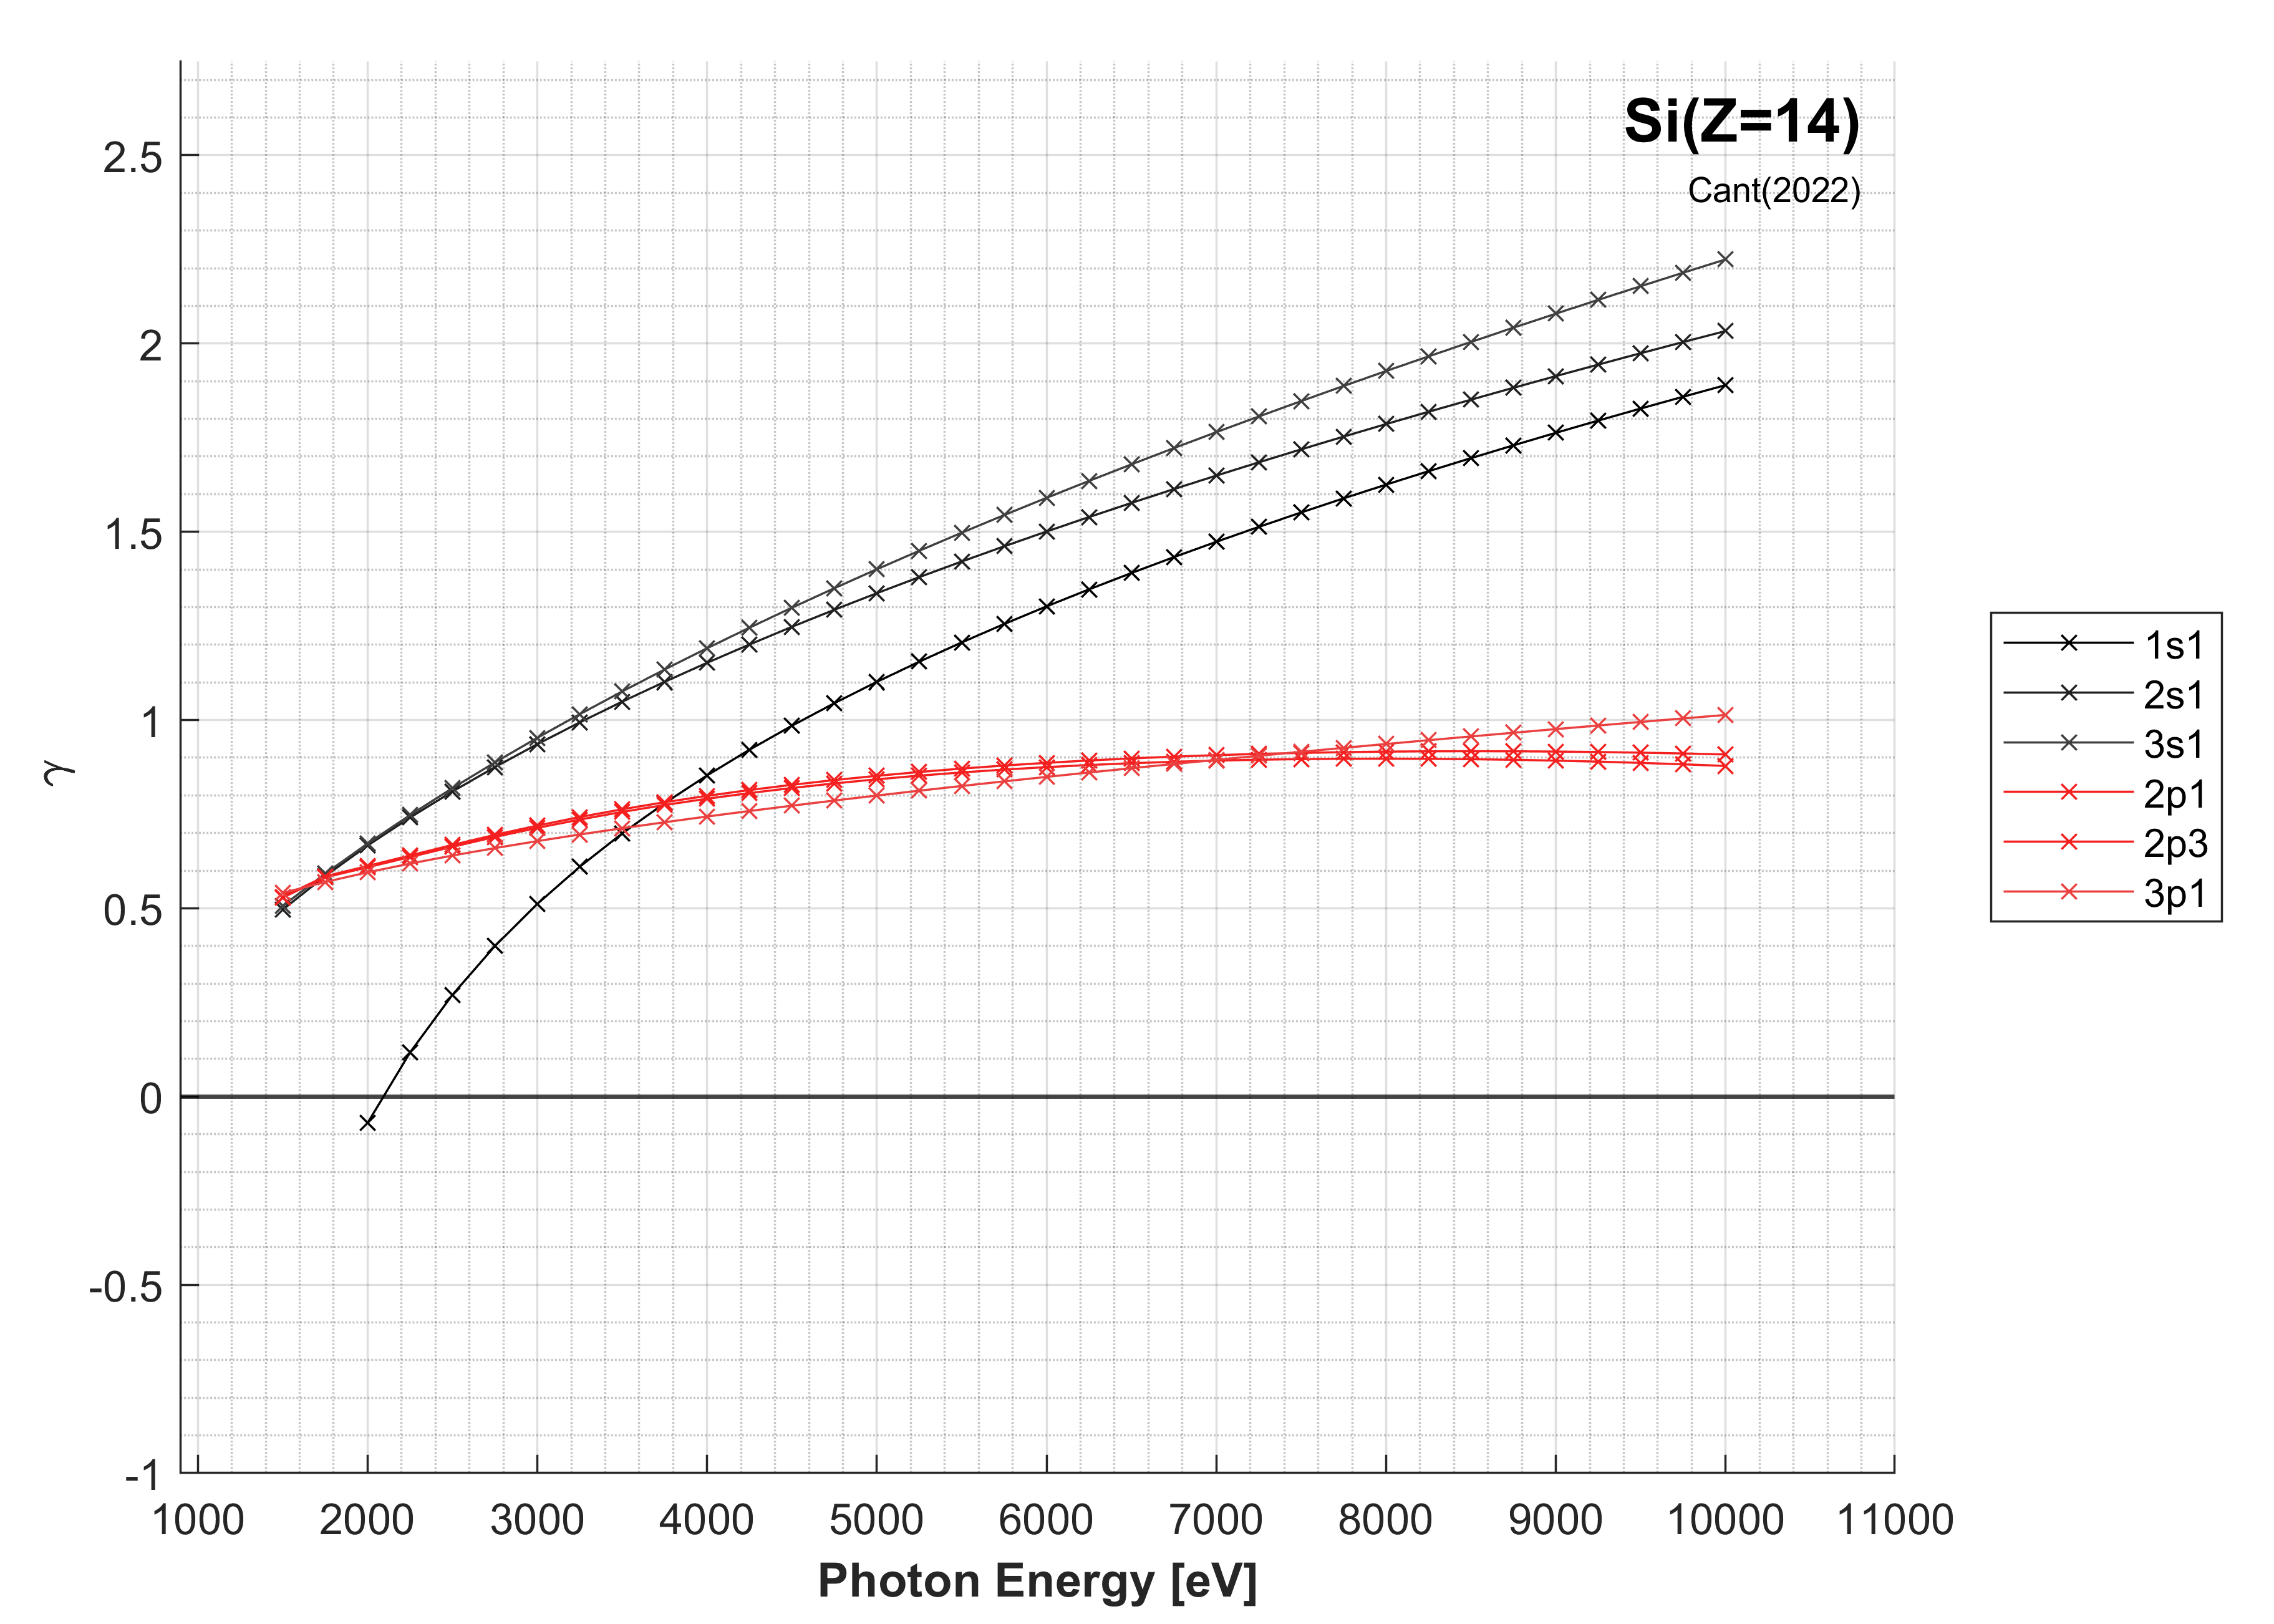 Si(Z=14)
Cant(2022)
2.5
2
1.5
1
0.5
0
-0.5
-1
γ
1000 2000 3000 4000 5000 6000 7000 8000 9000 10000 11000
Photon Energy [eV]
1s1
2s1
3s1
2p1
2p3
3p1